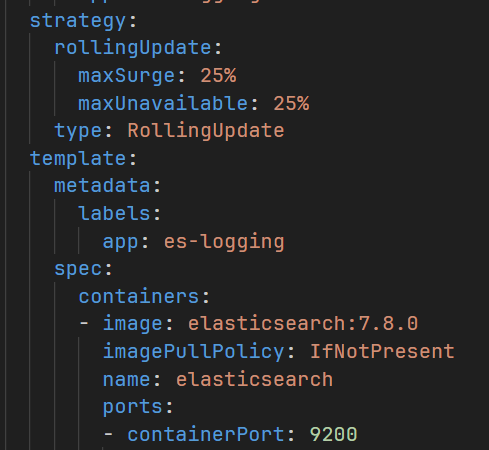 strategy:
rollingUpdate:
maxSurge: 25%
maxUnavailable: 25%
type: RollingUpdate
template:
metadata:
labels:
app: es-logging
spec:
containers:
- image: elasticsearch:7.8.0
imagePullPolicy: IfNotPresent
name: elasticsearch
ports:
- containerPort: 9200